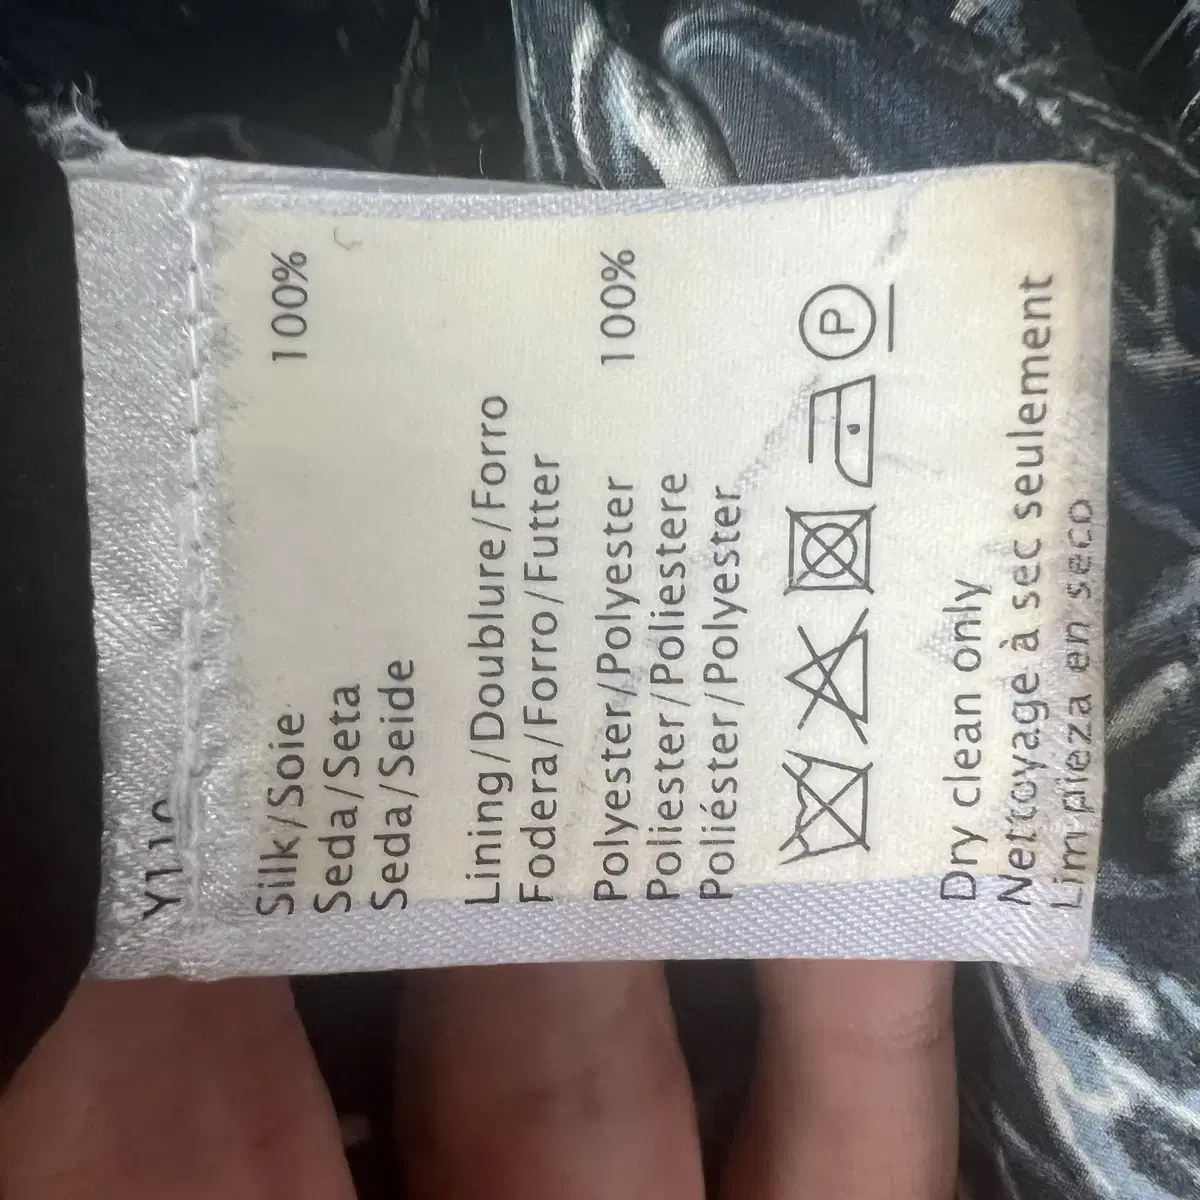 Silk/Soie 100%
Seda/Seta
Seda/Seide
Lining/Doublure/Forro
Fodera/Forro/Futter
Polyester/Polyester 100%
Poliester/Poliestere
Poliéster/Polyester
P
Dry clean only
Nettoyage à sec seulement
Limpieza en seco